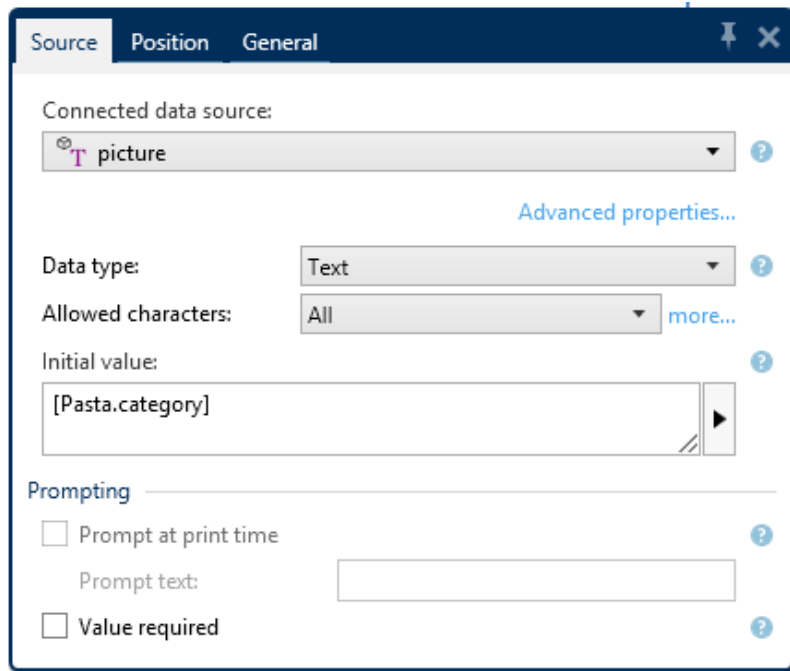 Source Position General
Connected data source:
T picture
?
Advanced properties...
Data type: Text ?
Allowed characters: All more...
Initial value: ?
[Pasta.category]
Prompting
Prompt at print time ?
Prompt text:
Value required ?